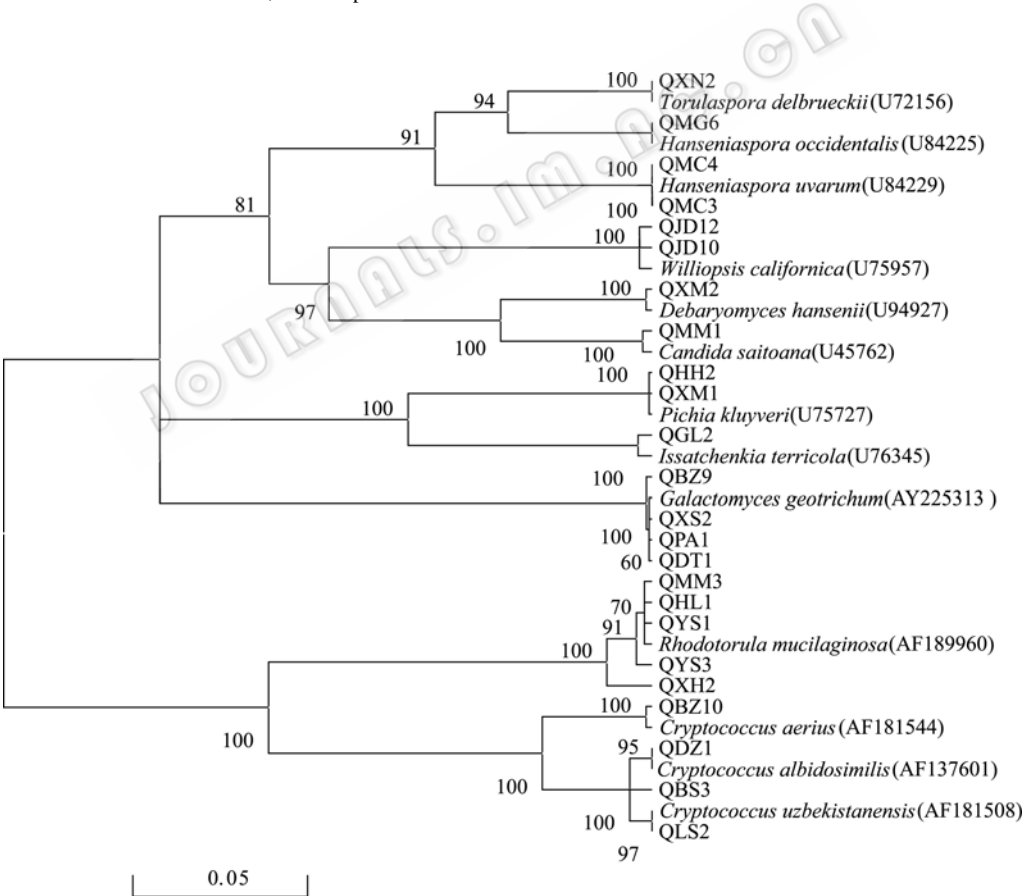 JOURNALS.IM.AC.CN
100 QXN2
94 Torulaspora delbrueckii(U72156)
QMG6
91 Hanseniaspora occidentalis(U84225)
100 QMC4
Hanseniaspora uvarum(U84229)
100 QMC3
81
100 QJD12
QJD10
Williopsis californica(U75957)
100 QXM2
97 Debaryomyces hansenii(U94927)
QMM1
100 100 Candida saitoana(U45762)
100 QHH2
QXM1
100 Pichia kluyveri(U75727)
QGL2
Issatchenkia terricola(U76345)
100 QBZ9
Galactomyces geotrichum(AY225313 )
QXS2
100 QPA1
60 QDT1
QMM3
70 QHL1
91 QYS1
Rhodotorula mucilaginosa(AF189960)
100 QYS3
QXH2
100 QBZ10
Cryptococcus aerius(AF181544)
100 95 QDZ1
Cryptococcus albidosimilis(AF137601)
100 QBS3
Cryptococcus uzbekistanensis(AF181508)
100 QLS2
97
0.05